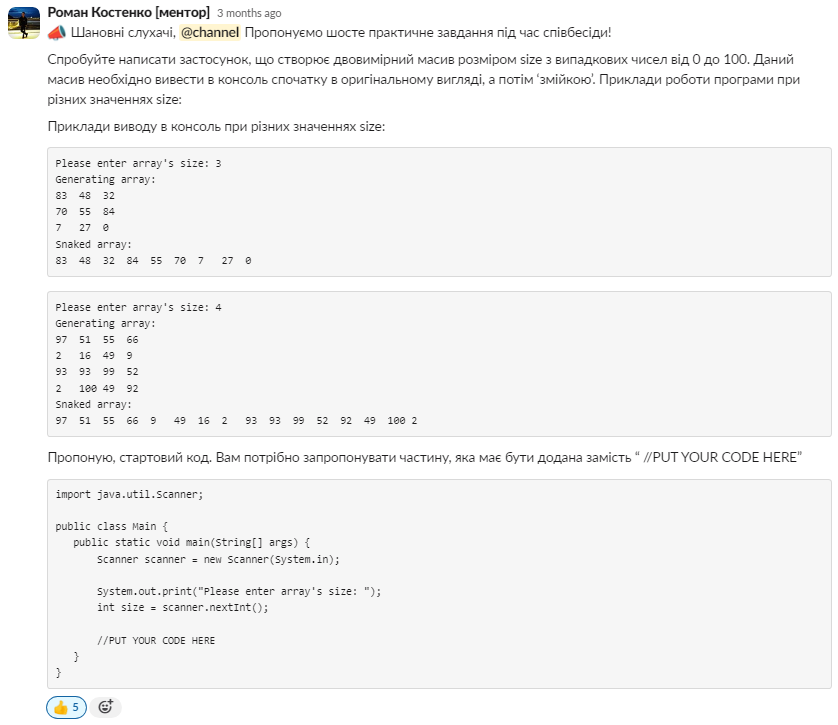 Роман Костенко [ментор] 3 months ago
Шановні слухачі, @channel Пропонуємо шосте практичне завдання під час співбесіди!
Спробуйте написати застосунок, що створює двовимірний масив розміром size з випадкових чисел від 0 до 100. Даний
масив необхідно вивести в консоль спочатку в оригінальному вигляді, а потім ‘змійкою’. Приклади роботи програми при
різних значеннях size:
Приклади виводу в консоль при різних значеннях size:
Please enter array's size: 3
Generating array:
83 48 32
70 55 84
7 27 0
Snaked array:
83 48 32 84 55 70 7 27 0
Please enter array's size: 4
Generating array:
97 51 55 66
2 16 49 9
93 93 99 52
2 100 49 92
Snaked array:
97 51 55 66 9 49 16 2 93 93 99 52 92 49 100 2
Пропоную, стартовий код. Вам потрібно запропонувати частину, яка має бути додана замість “ //PUT YOUR CODE HERE”
import java.util.Scanner;
public class Main {
public static void main(String[] args) {
Scanner scanner = new Scanner(System.in);
System.out.print("Please enter array's size: ");
int size = scanner.nextInt();
//PUT YOUR CODE HERE
}
}
5